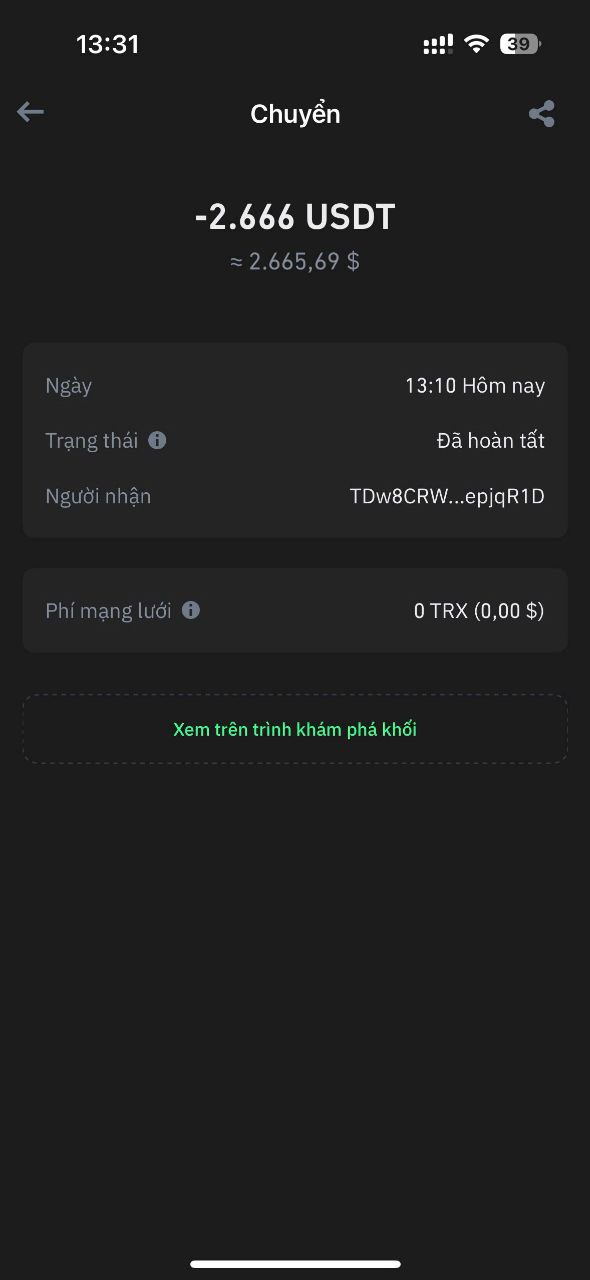 13:31
39
Chuyển
-2.666 USDT
≈ 2.665,69 $
Ngày 13:10 Hôm nay
Trạng thái Đã hoàn tất
Người nhận TDw8CRW...epjqR1D
Phí mạng lưới 0 TRX (0,00 $)
Xem trên trình khám phá khối